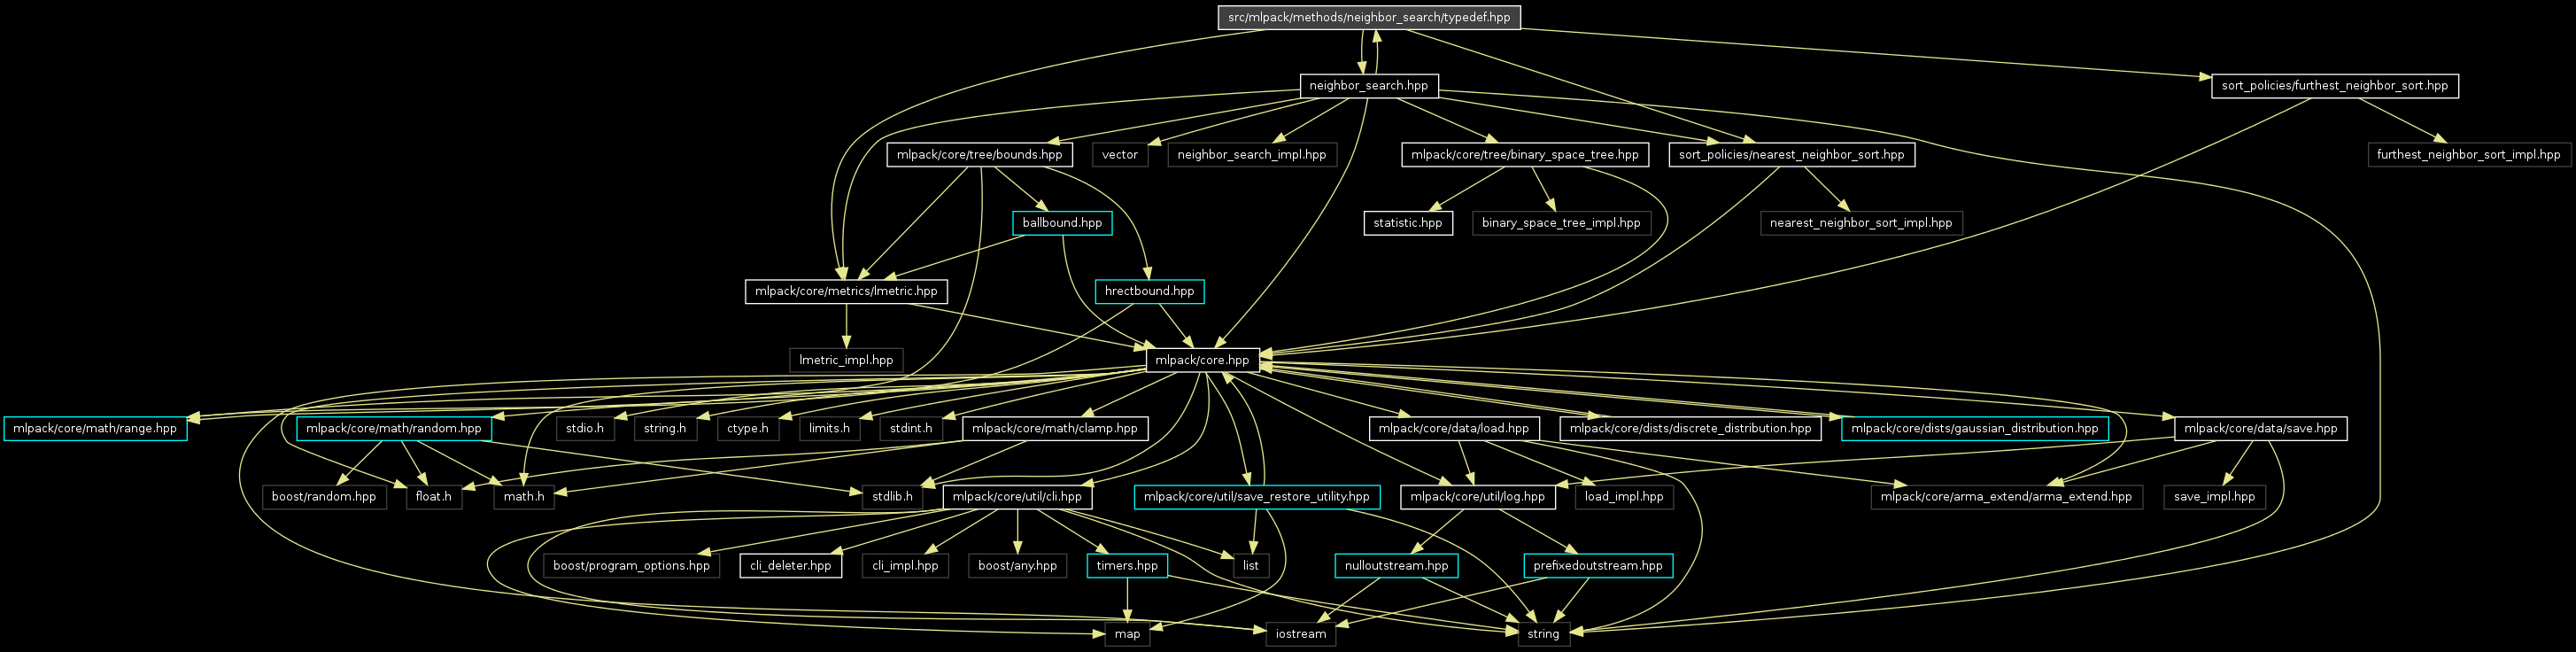 src/mlpack/methods/neighbor_search/typedef.hpp
neighbor_search.hpp
sort_policies/furthest_neighbor_sort.hpp
mlpack/core/tree/bounds.hpp
vector
neighbor_search_impl.hpp
mlpack/core/tree/binary_space_tree.hpp
sort_policies/nearest_neighbor_sort.hpp
furthest_neighbor_sort_impl.hpp
ballbound.hpp
statistic.hpp
binary_space_tree_impl.hpp
nearest_neighbor_sort_impl.hpp
mlpack/core/metrics/lmetric.hpp
hrectbound.hpp
lmetric_impl.hpp
mlpack/core.hpp
mlpack/core/math/range.hpp
mlpack/core/math/random.hpp
stdio.h
string.h
ctype.h
limits.h
stdint.h
mlpack/core/math/clamp.hpp
mlpack/core/data/load.hpp
mlpack/core/dists/discrete_distribution.hpp
mlpack/core/dists/gaussian_distribution.hpp
mlpack/core/data/save.hpp
boost/random.hpp
float.h
math.h
stdlib.h
mlpack/core/util/cli.hpp
mlpack/core/util/save_restore_utility.hpp
mlpack/core/util/log.hpp
load_impl.hpp
mlpack/core/arma_extend/arma_extend.hpp
save_impl.hpp
boost/program_options.hpp
cli_deleter.hpp
cli_impl.hpp
boost/any.hpp
timers.hpp
list
nulloutstream.hpp
prefixedoutstream.hpp
map
iostream
string